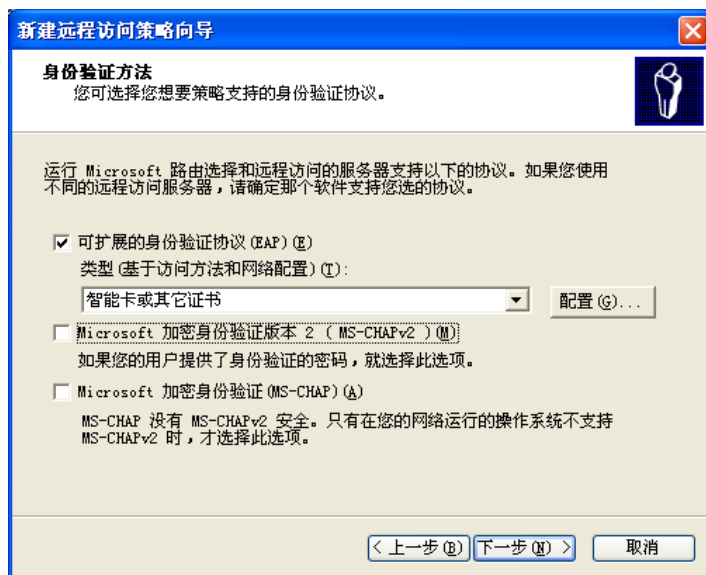 新建远程访问策略向导
身份验证方法
您可选择您想要策略支持的身份验证协议。
运行 Microsoft 路由选择和远程访问的服务器支持以下的协议。如果您使用
不同的远程访问服务器，请确定那个软件支持您选的协议。
可扩展的身份验证协议(EAP)(E)
类型(基于访问方法和网络配置)(T):
智能卡或其它证书
配置(G)...
Microsoft 加密身份验证版本 2 ( MS-CHAPv2 )(M)
如果您的用户提供了身份验证的密码，就选择此选项。
Microsoft 加密身份验证(MS-CHAP)(A)
MS-CHAP 没有 MS-CHAPv2 安全。只有在您的网络运行的操作系统不支持
MS-CHAPv2 时，才选择此选项。
< 上一步(B) 下一步(N) > 取消